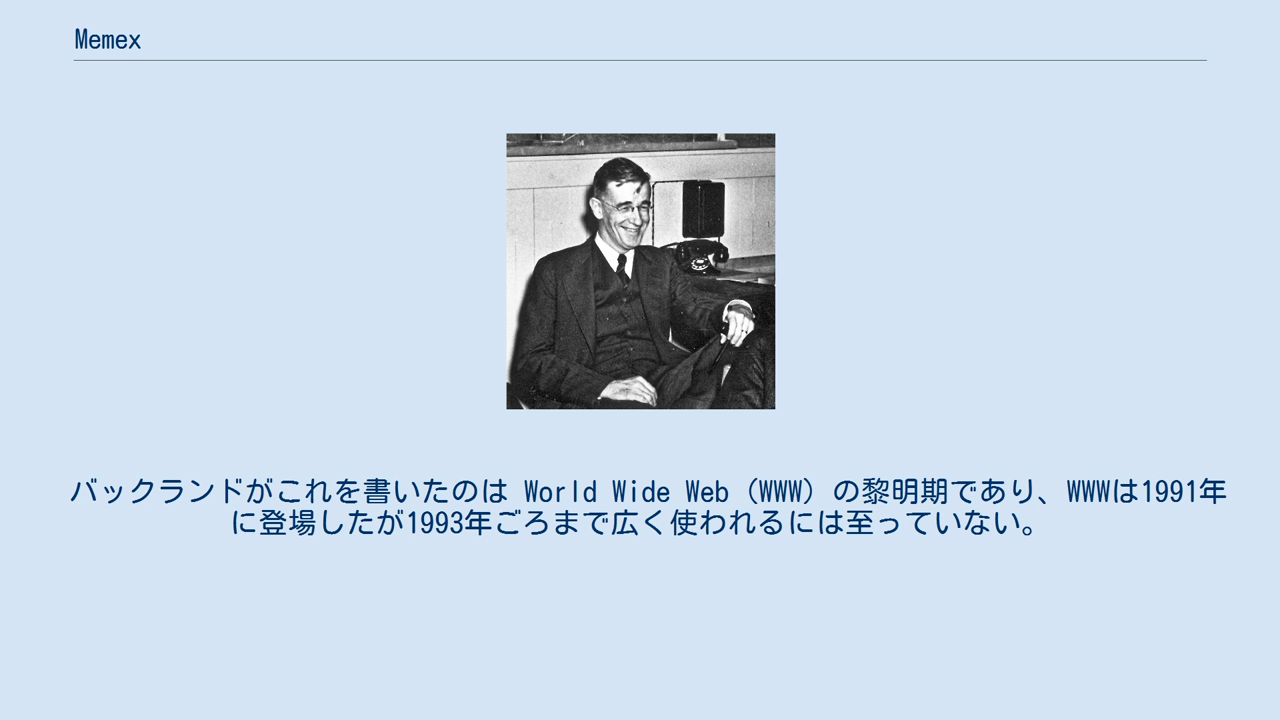 Memex
バックランドがこれを書いたのは World Wide Web（WWW）の黎明期であり、WWWは1991年
に登場したが1993年ごろまで広く使われるには至っていない。